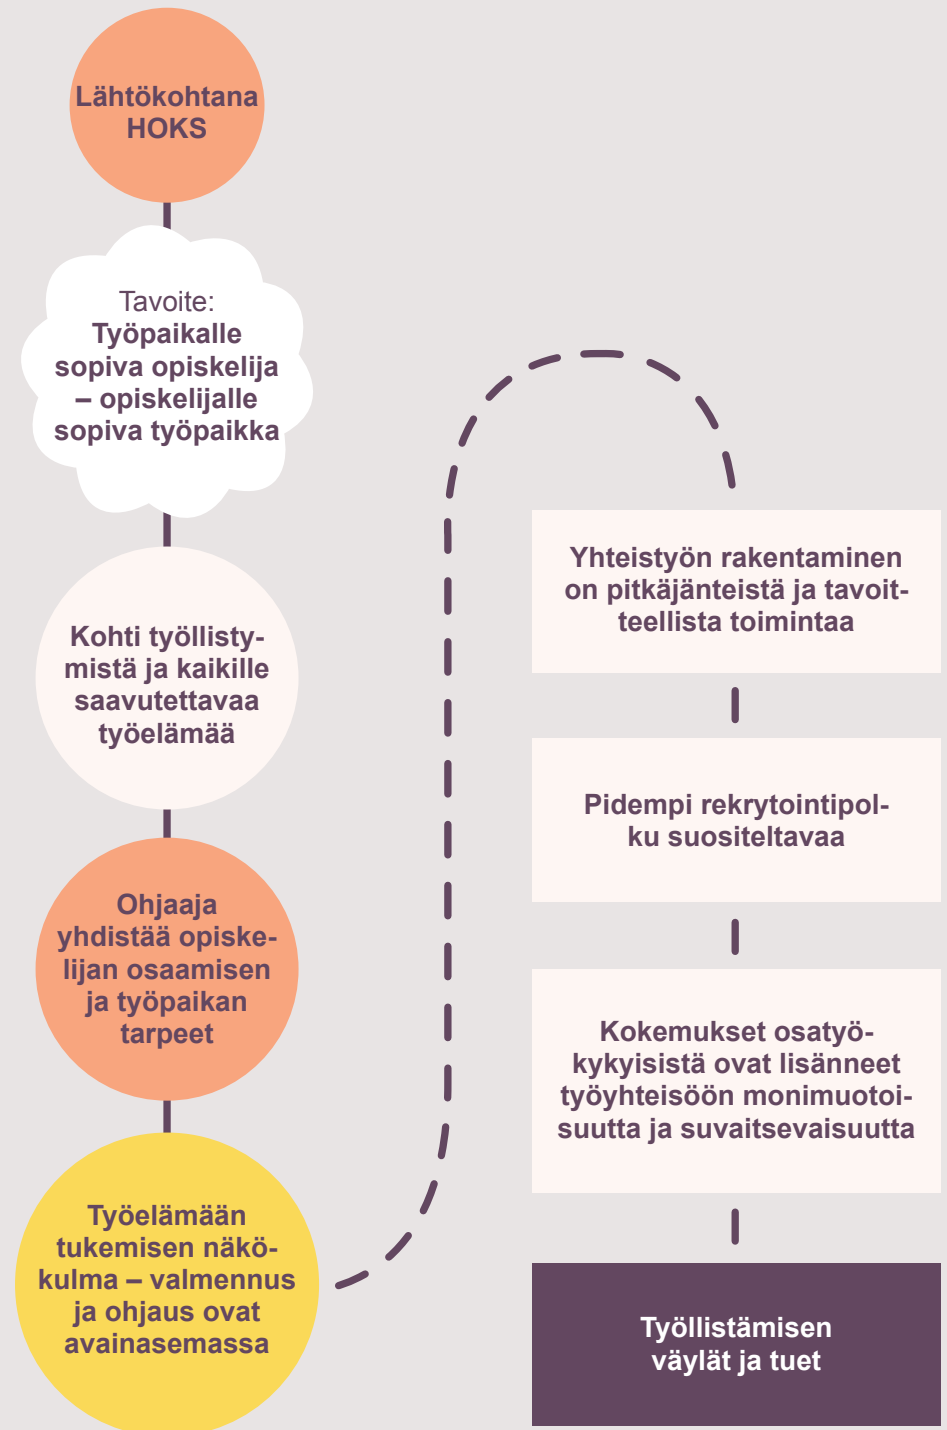 Lähtökohtana
HOKS
Tavoite:
Työpaikalle
sopiva opiskelija
– opiskelijalle
sopiva työpaikka
Kohti työllisty-
mistä ja kaikille
saavutettavaa
työelämää
Ohjaaja
yhdistää opiske-
lijan osaamisen
ja työpaikan
tarpeet
Työelämään
tukemisen näkö-
kulma – valmennus
ja ohjaus ovat
avainasemassa
Yhteistyön rakentaminen
on pitkäjänteistä ja tavoit-
teellista toimintaa
Pidempi rekrytointipol-
ku suositeltavaa
Kokemukset osatyö-
kykyisistä ovat lisänneet
työyhteisöön monimuotoi-
suutta ja suvaitsevaisuutta
Työllistämisen
väylät ja tuet